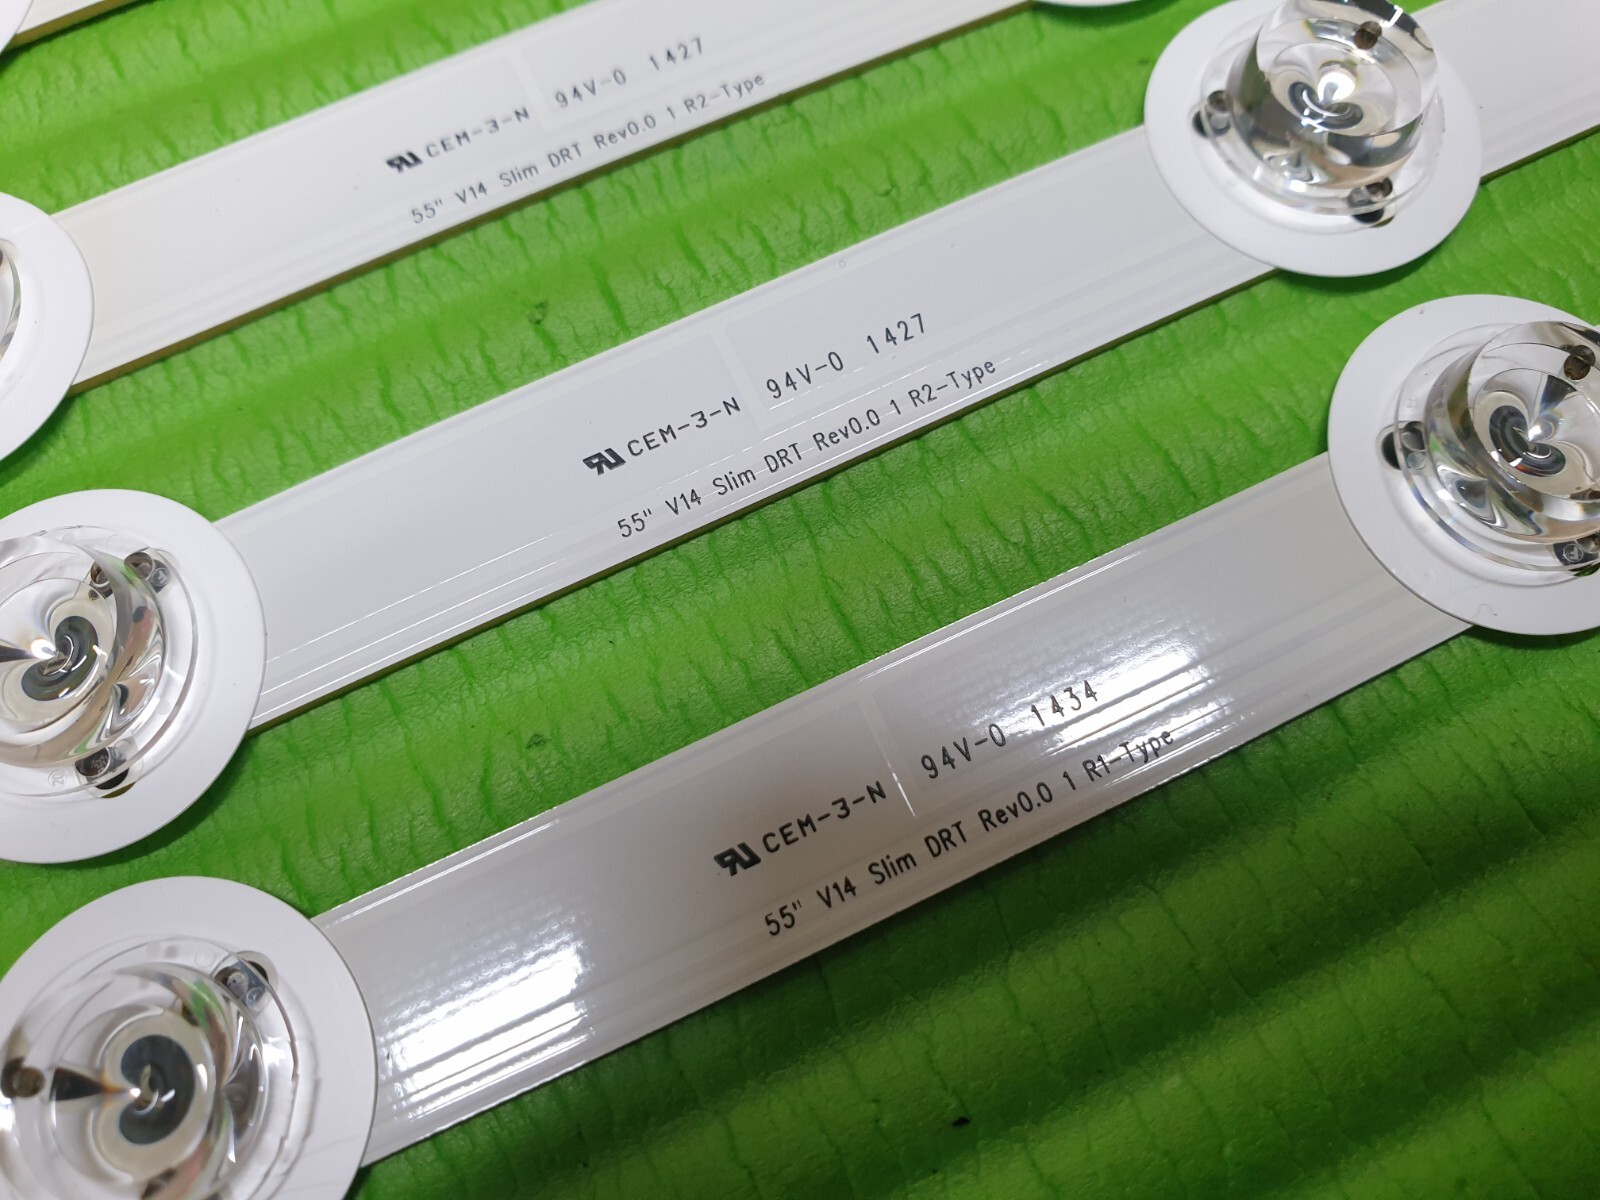 CEM-3-N 94V-0 1427
55" V14 Slim DRT Rev0.0 1 R2-Type
CEM-3-N 94V-0 1427
55" V14 Slim DRT Rev0.0 1 R2-Type
CEM-3-N 94V-0 1434
55" V14 Slim DRT Rev0.0 1 R1-Type